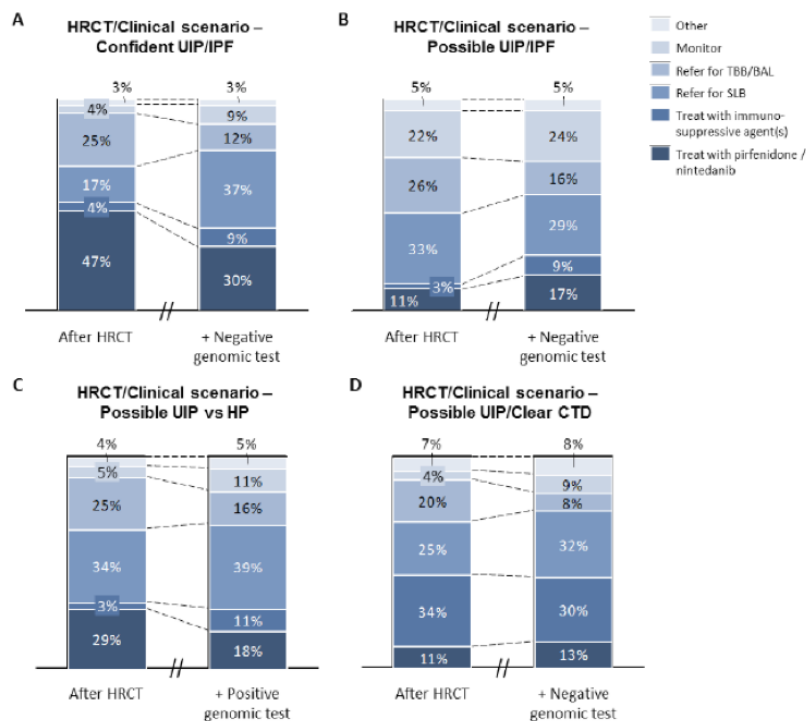 A
HRCT/Clinical scenario –
Confident UIP/IPF
3%
3%
4%
9%
25%
12%
17%
37%
4%
9%
47%
30%
After HRCT
+ Negative
genomic test
B
HRCT/Clinical scenario –
Possible UIP/IPF
5%
5%
22%
24%
26%
16%
33%
29%
3%
9%
11%
17%
After HRCT
+ Negative
genomic test
Other
Monitor
Refer for TBB/BAL
Refer for SLB
Treat with immuno-
suppressive agent(s)
Treat with pirfenidone /
nintedanib
C
HRCT/Clinical scenario –
Possible UIP vs HP
4%
5%
5%
11%
25%
16%
34%
39%
3%
11%
29%
18%
After HRCT
+ Positive
genomic test
D
HRCT/Clinical scenario –
Possible UIP/Clear CTD
7%
8%
4%
9%
20%
8%
25%
32%
34%
30%
11%
13%
After HRCT
+ Negative
genomic test